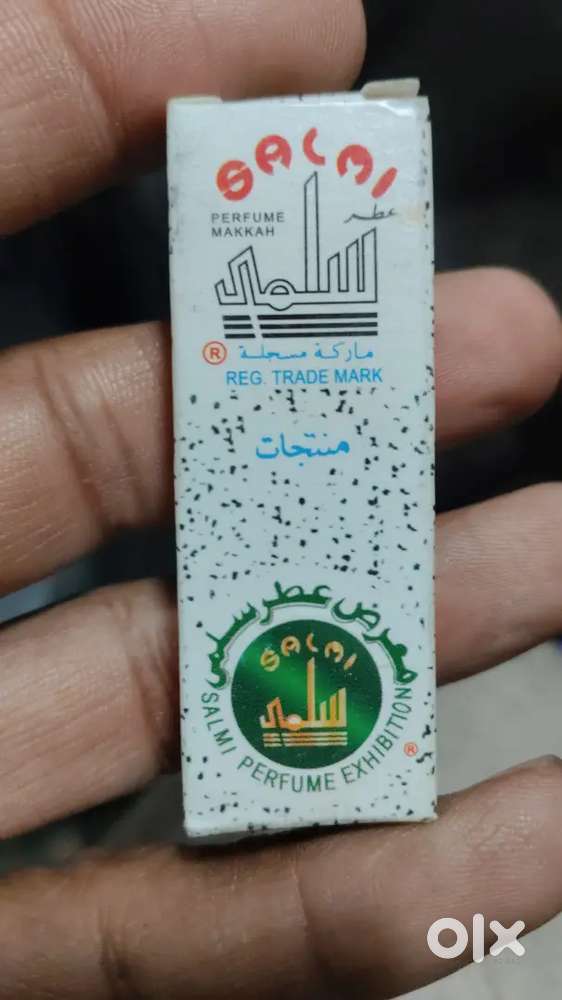 SALMI
PERFUME
MAKKAH
عطر
سلمى
ماركة مسجلة ®
REG. TRADE MARK
منتجات
معرض عطر سلمى
SALMI
سلمى
SALMI PERFUME EXHIBITION ®
olx